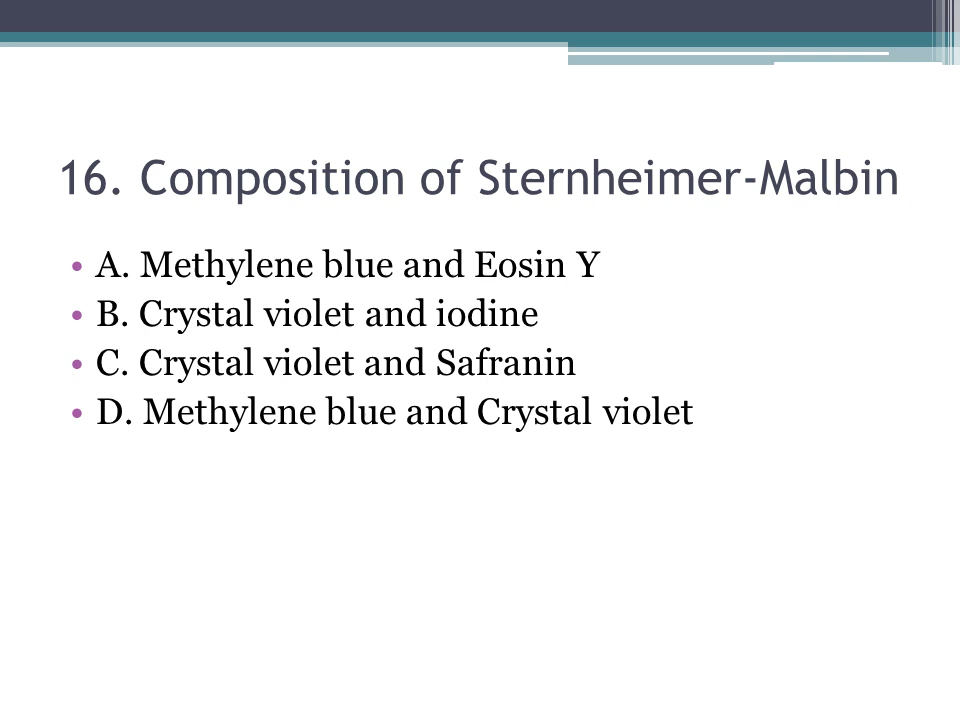 16. Composition of Sternheimer-Malbin
• A. Methylene blue and Eosin Y
• B. Crystal violet and iodine
• C. Crystal violet and Safranin
• D. Methylene blue and Crystal violet